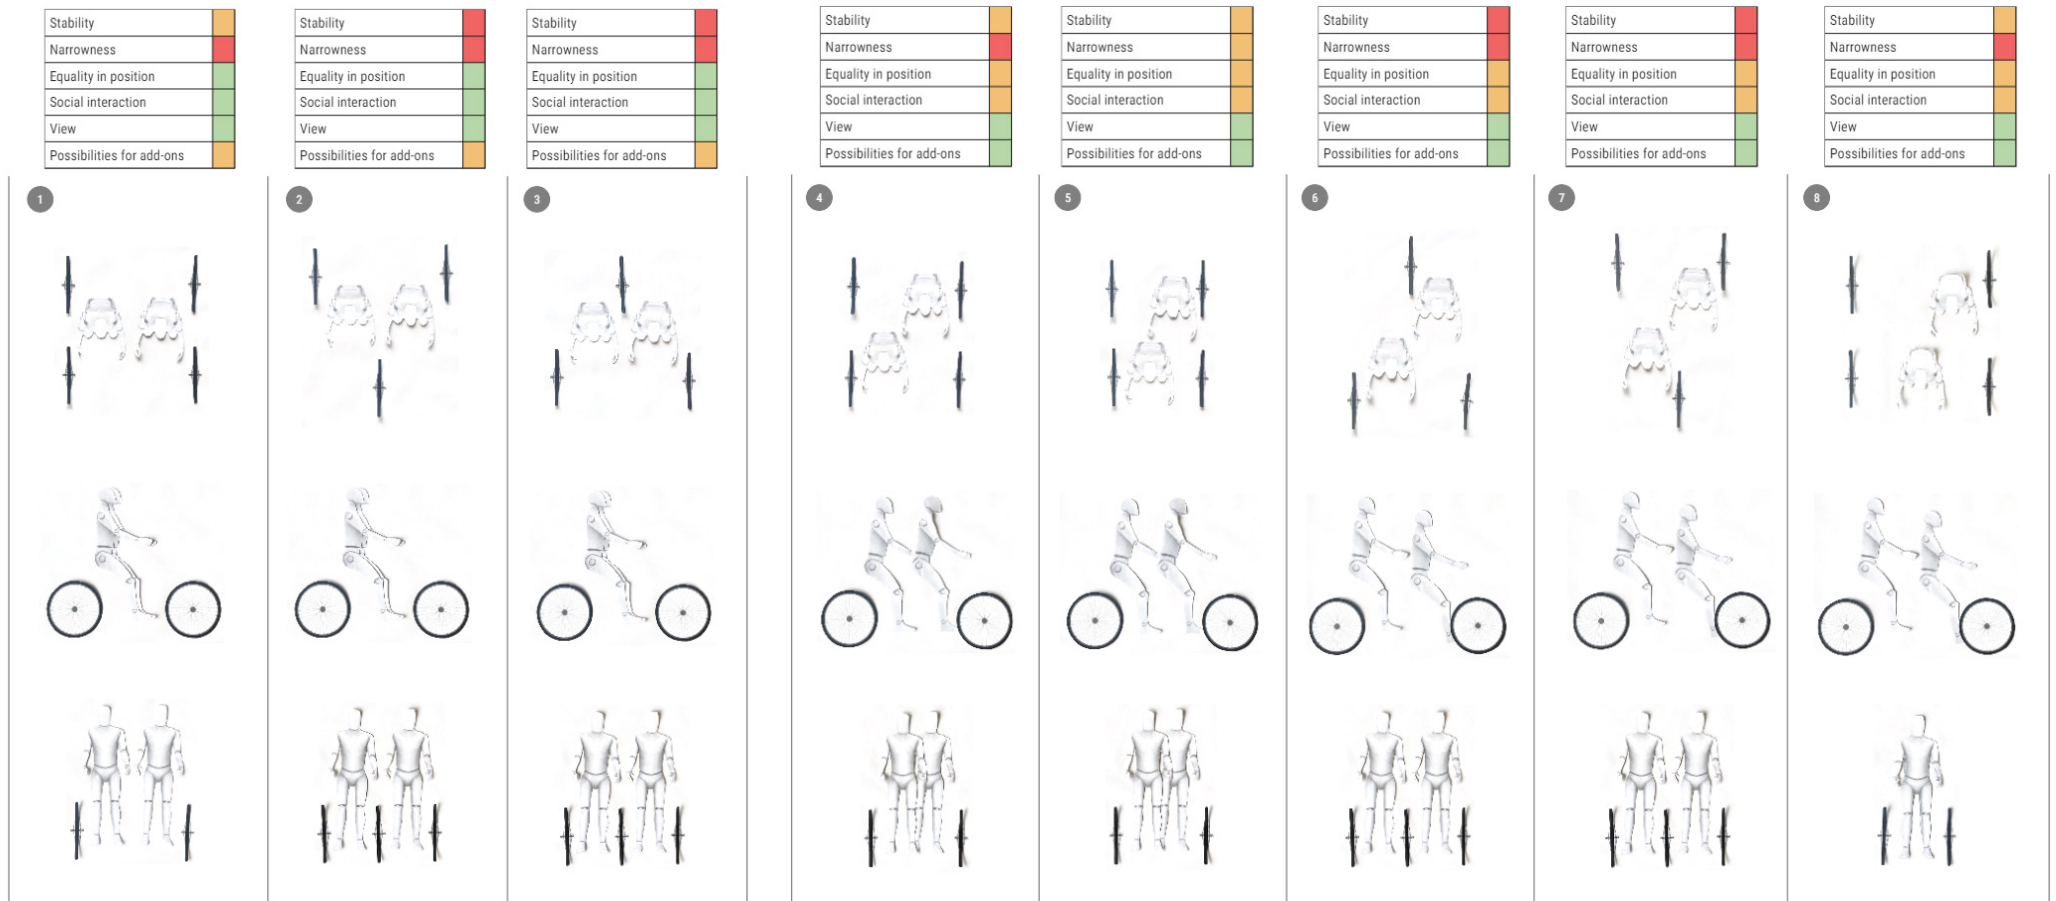 Stability
Narrowness
Equality in position
Social interaction
View
Possibilities for add-ons
Stability
Narrowness
Equality in position
Social interaction
View
Possibilities for add-ons
Stability
Narrowness
Equality in position
Social interaction
View
Possibilities for add-ons
Stability
Narrowness
Equality in position
Social interaction
View
Possibilities for add-ons
Stability
Narrowness
Equality in position
Social interaction
View
Possibilities for add-ons
Stability
Narrowness
Equality in position
Social interaction
View
Possibilities for add-ons
Stability
Narrowness
Equality in position
Social interaction
View
Possibilities for add-ons
Stability
Narrowness
Equality in position
Social interaction
View
Possibilities for add-ons
1
2
3
4
5
6
7
8